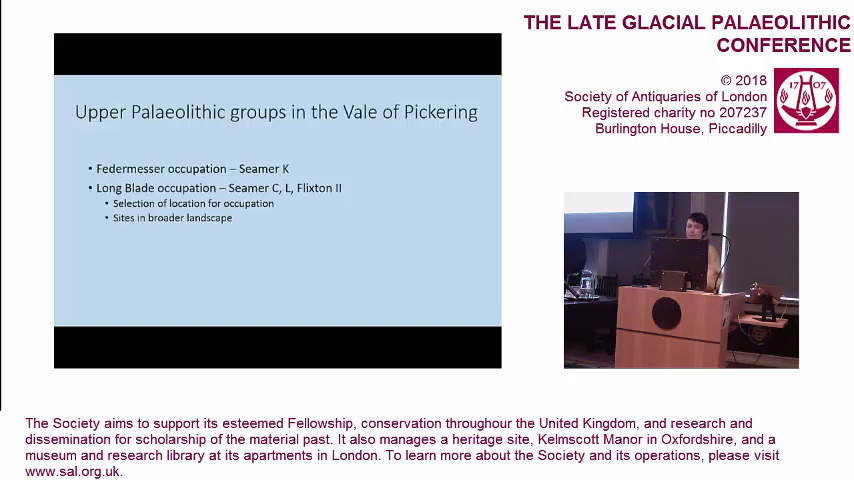 THE LATE GLACIAL PALAEOLITHIC
CONFERENCE
© 2018
Society of Antiquaries of London
Registered charity no 207237
Burlington House, Piccadilly
17 07
Upper Palaeolithic groups in the Vale of Pickering
• Federmesser occupation – Seamer K
• Long Blade occupation – Seamer C, L, Flixton II
• Selection of location for occupation
• Sites in broader landscape
The Society aims to support its esteemed Fellowship, conservation throughour the United Kingdom, and research and
dissemination for scholarship of the material past. It also manages a heritage site, Kelmscott Manor in Oxfordshire, and a
museum and research library at its apartments in London. To learn more about the Society and its operations, please visit
www.sal.org.uk.